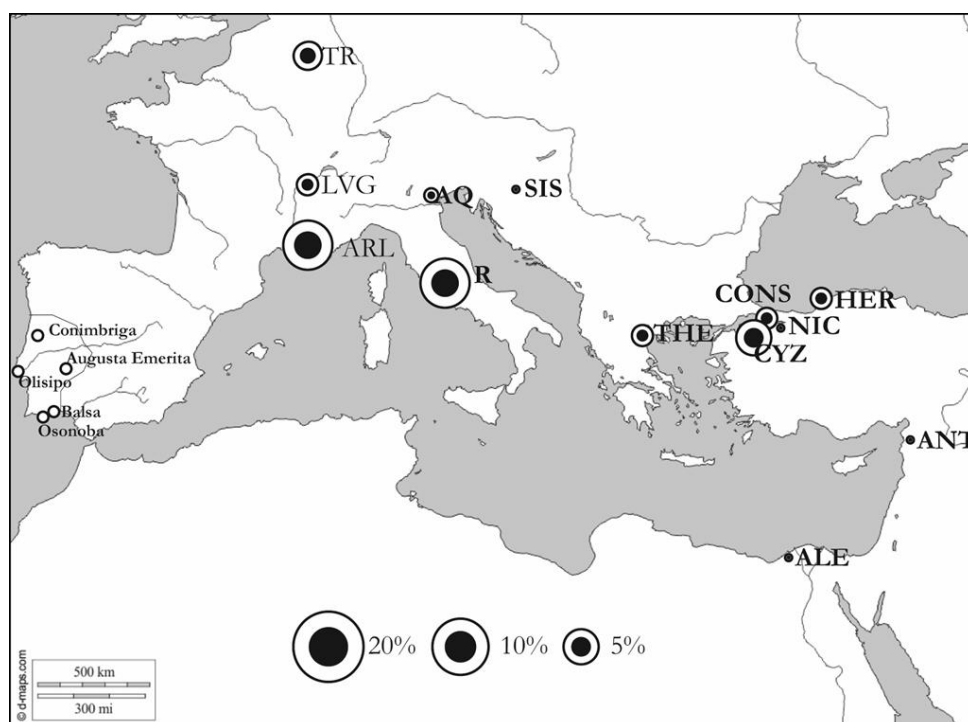 TR
LVG
AQ
SIS
ARL
R
CONS
HER
NIC
THE
CYZ
Conimbriga
Augusta Emerita
Olisipo
Balsa
Osonoba
ANT
ALE
20%
10%
5%
500 km
300 mi
© d-maps.com